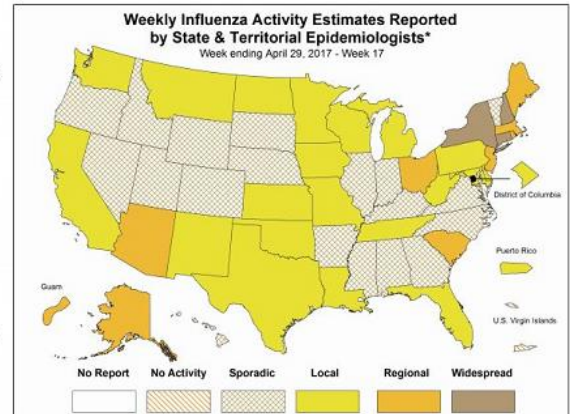 Weekly Influenza Activity Estimates Reported
by State & Territorial Epidemiologists*
Week ending April 29, 2017 - Week 17
District of Columbia
Puerto Rico
Guam
U.S. Virgin Islands
No Report No Activity Sporadic Local Regional Widespread